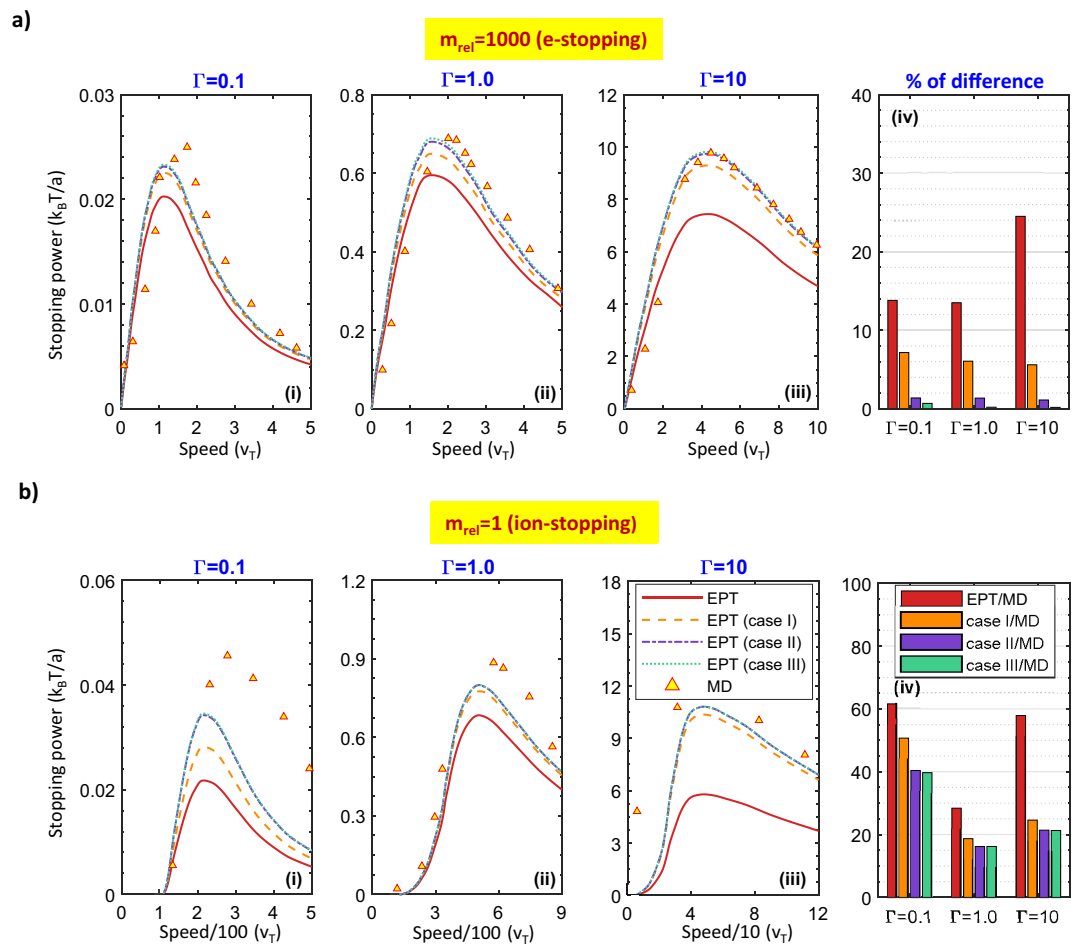 a)
m_rel=1000 (e-stopping)
Γ=0.1
Γ=1.0
Γ=10
% of difference
Stopping power (k_BT/a)
0.03
0.02
0.01
0
0 1 2 3 4 5
Speed (v_T)
(i)
0.8
0.6
0.4
0.2
0
0 1 2 3 4 5
Speed (v_T)
(ii)
12
10
8
6
4
2
0
0 2 4 6 8 10
Speed (v_T)
(iii)
40
30
20
10
0
(iv)
Γ=0.1 Γ=1.0 Γ=10
b)
m_rel=1 (ion-stopping)
Γ=0.1
Γ=1.0
Γ=10
Stopping power (k_BT/a)
0.06
0.04
0.02
0
0 1 2 3 4 5
Speed/100 (v_T)
(i)
1.2
0.9
0.6
0.3
0
0 3 6 9
Speed/100 (v_T)
(ii)
18
15
12
9
6
3
0
EPT
EPT (case I)
EPT (case II)
EPT (case III)
MD
0 2 4 6 8 10 12
Speed/10 (v_T)
(iii)
100
80
60
40
20
0
EPT/MD
case I/MD
case II/MD
case III/MD
(iv)
Γ=0.1 Γ=1.0 Γ=10